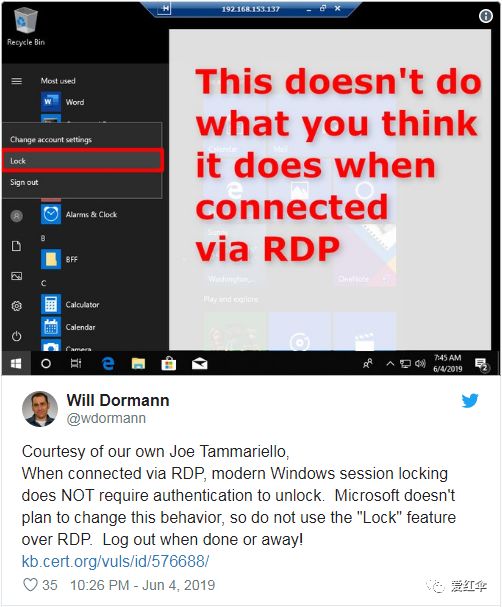 192.168.153.137
Recycle Bin
Most used
Word
Change account settings
Lock
Sign out
Alarms & Clock
B
BFF
C
Calculator
Calendar
Camera
This doesn't do
what you think
it does when
connected
via RDP
Calendar
Mail
Washington,...
OneNote
Play and explore
7:45 AM
6/4/2019
2
Will Dormann
@wdormann
Courtesy of our own Joe Tammariello,
When connected via RDP, modern Windows session locking
does NOT require authentication to unlock.  Microsoft doesn't
plan to change this behavior, so do not use the "Lock" feature
over RDP.  Log out when done or away!
kb.cert.org/vuls/id/576688/
35 10:26 PM - Jun 4, 2019
爱红伞